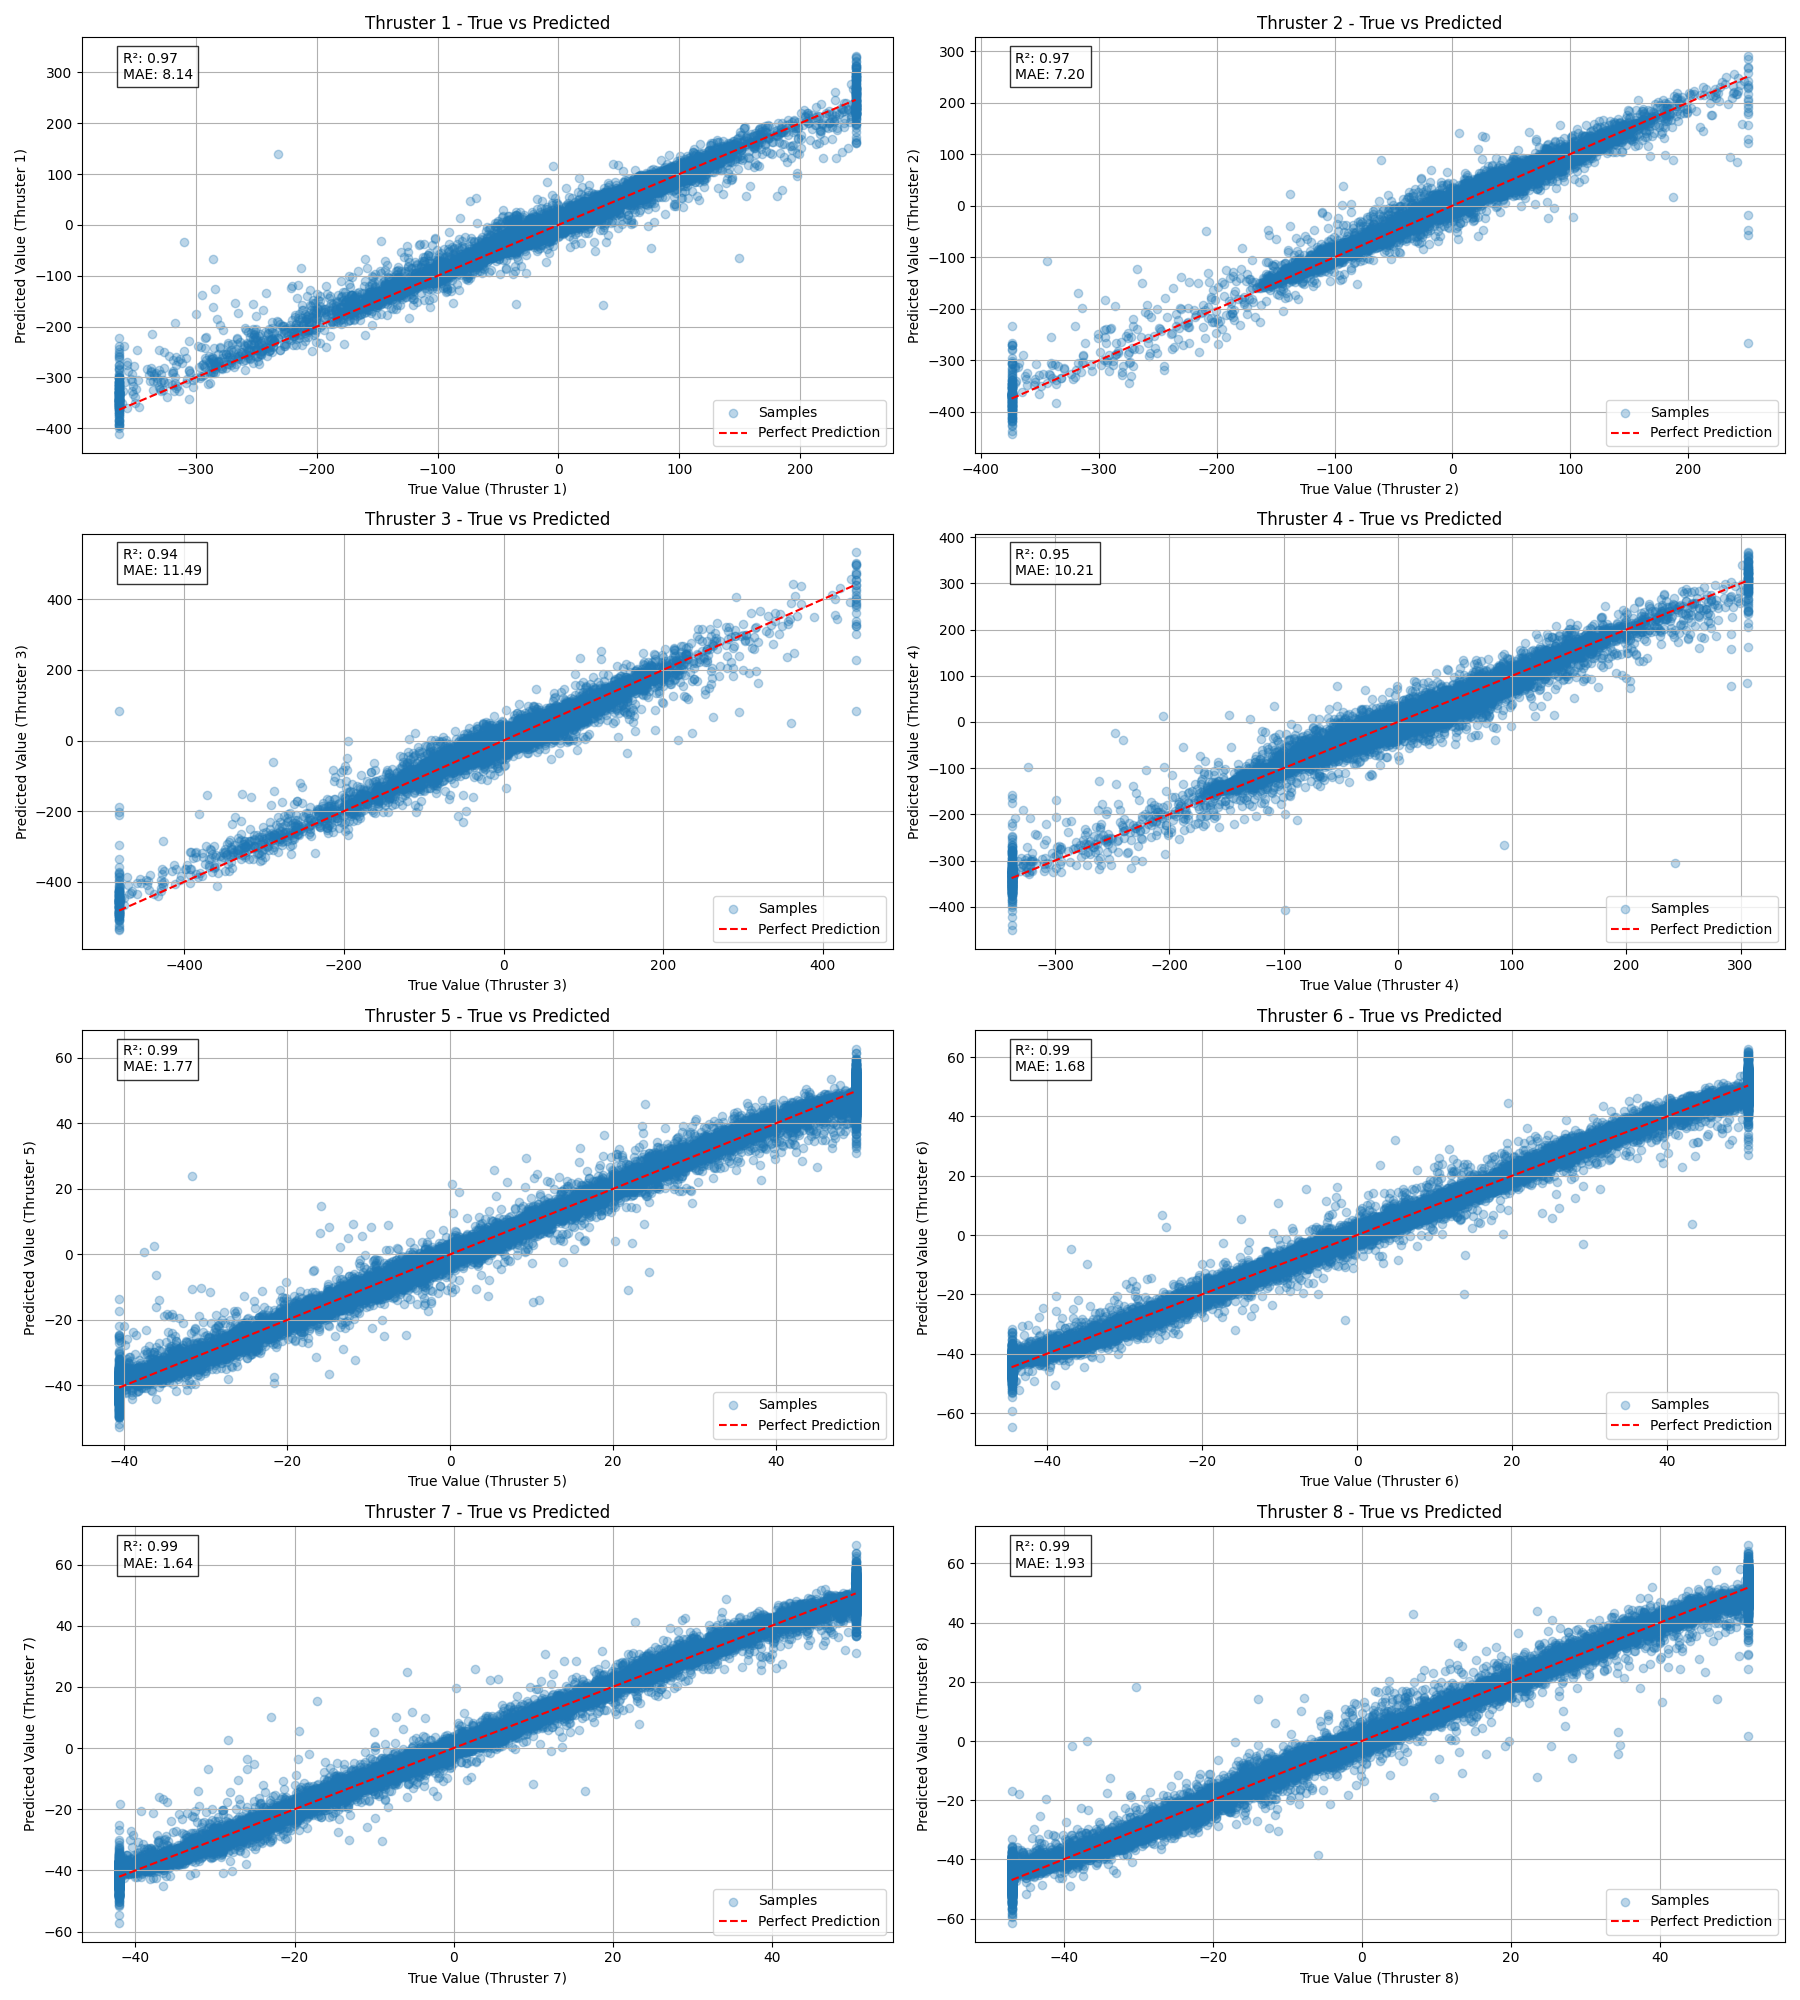 Thruster 1 - True vs Predicted
R²: 0.97
MAE: 8.14
300
200
100
0
−100
−200
−300
−400
Predicted Value (Thruster 1)
Samples
Perfect Prediction
−300 −200 −100 0 100 200
True Value (Thruster 1)
Thruster 2 - True vs Predicted
R²: 0.97
MAE: 7.20
300
200
100
0
−100
−200
−300
−400
Predicted Value (Thruster 2)
Samples
Perfect Prediction
−400 −300 −200 −100 0 100 200
True Value (Thruster 2)
Thruster 3 - True vs Predicted
R²: 0.94
MAE: 11.49
400
200
0
−200
−400
Predicted Value (Thruster 3)
Samples
Perfect Prediction
−400 −200 0 200 400
True Value (Thruster 3)
Thruster 4 - True vs Predicted
R²: 0.95
MAE: 10.21
400
300
200
100
0
−100
−200
−300
−400
Predicted Value (Thruster 4)
Samples
Perfect Prediction
−300 −200 −100 0 100 200 300
True Value (Thruster 4)
Thruster 5 - True vs Predicted
R²: 0.99
MAE: 1.77
60
40
20
0
−20
−40
Predicted Value (Thruster 5)
Samples
Perfect Prediction
−40 −20 0 20 40
True Value (Thruster 5)
Thruster 6 - True vs Predicted
R²: 0.99
MAE: 1.68
60
40
20
0
−20
−40
−60
Predicted Value (Thruster 6)
Samples
Perfect Prediction
−40 −20 0 20 40
True Value (Thruster 6)
Thruster 7 - True vs Predicted
R²: 0.99
MAE: 1.64
60
40
20
0
−20
−40
−60
Predicted Value (Thruster 7)
Samples
Perfect Prediction
−40 −20 0 20 40
True Value (Thruster 7)
Thruster 8 - True vs Predicted
R²: 0.99
MAE: 1.93
60
40
20
0
−20
−40
−60
Predicted Value (Thruster 8)
Samples
Perfect Prediction
−40 −20 0 20 40
True Value (Thruster 8)